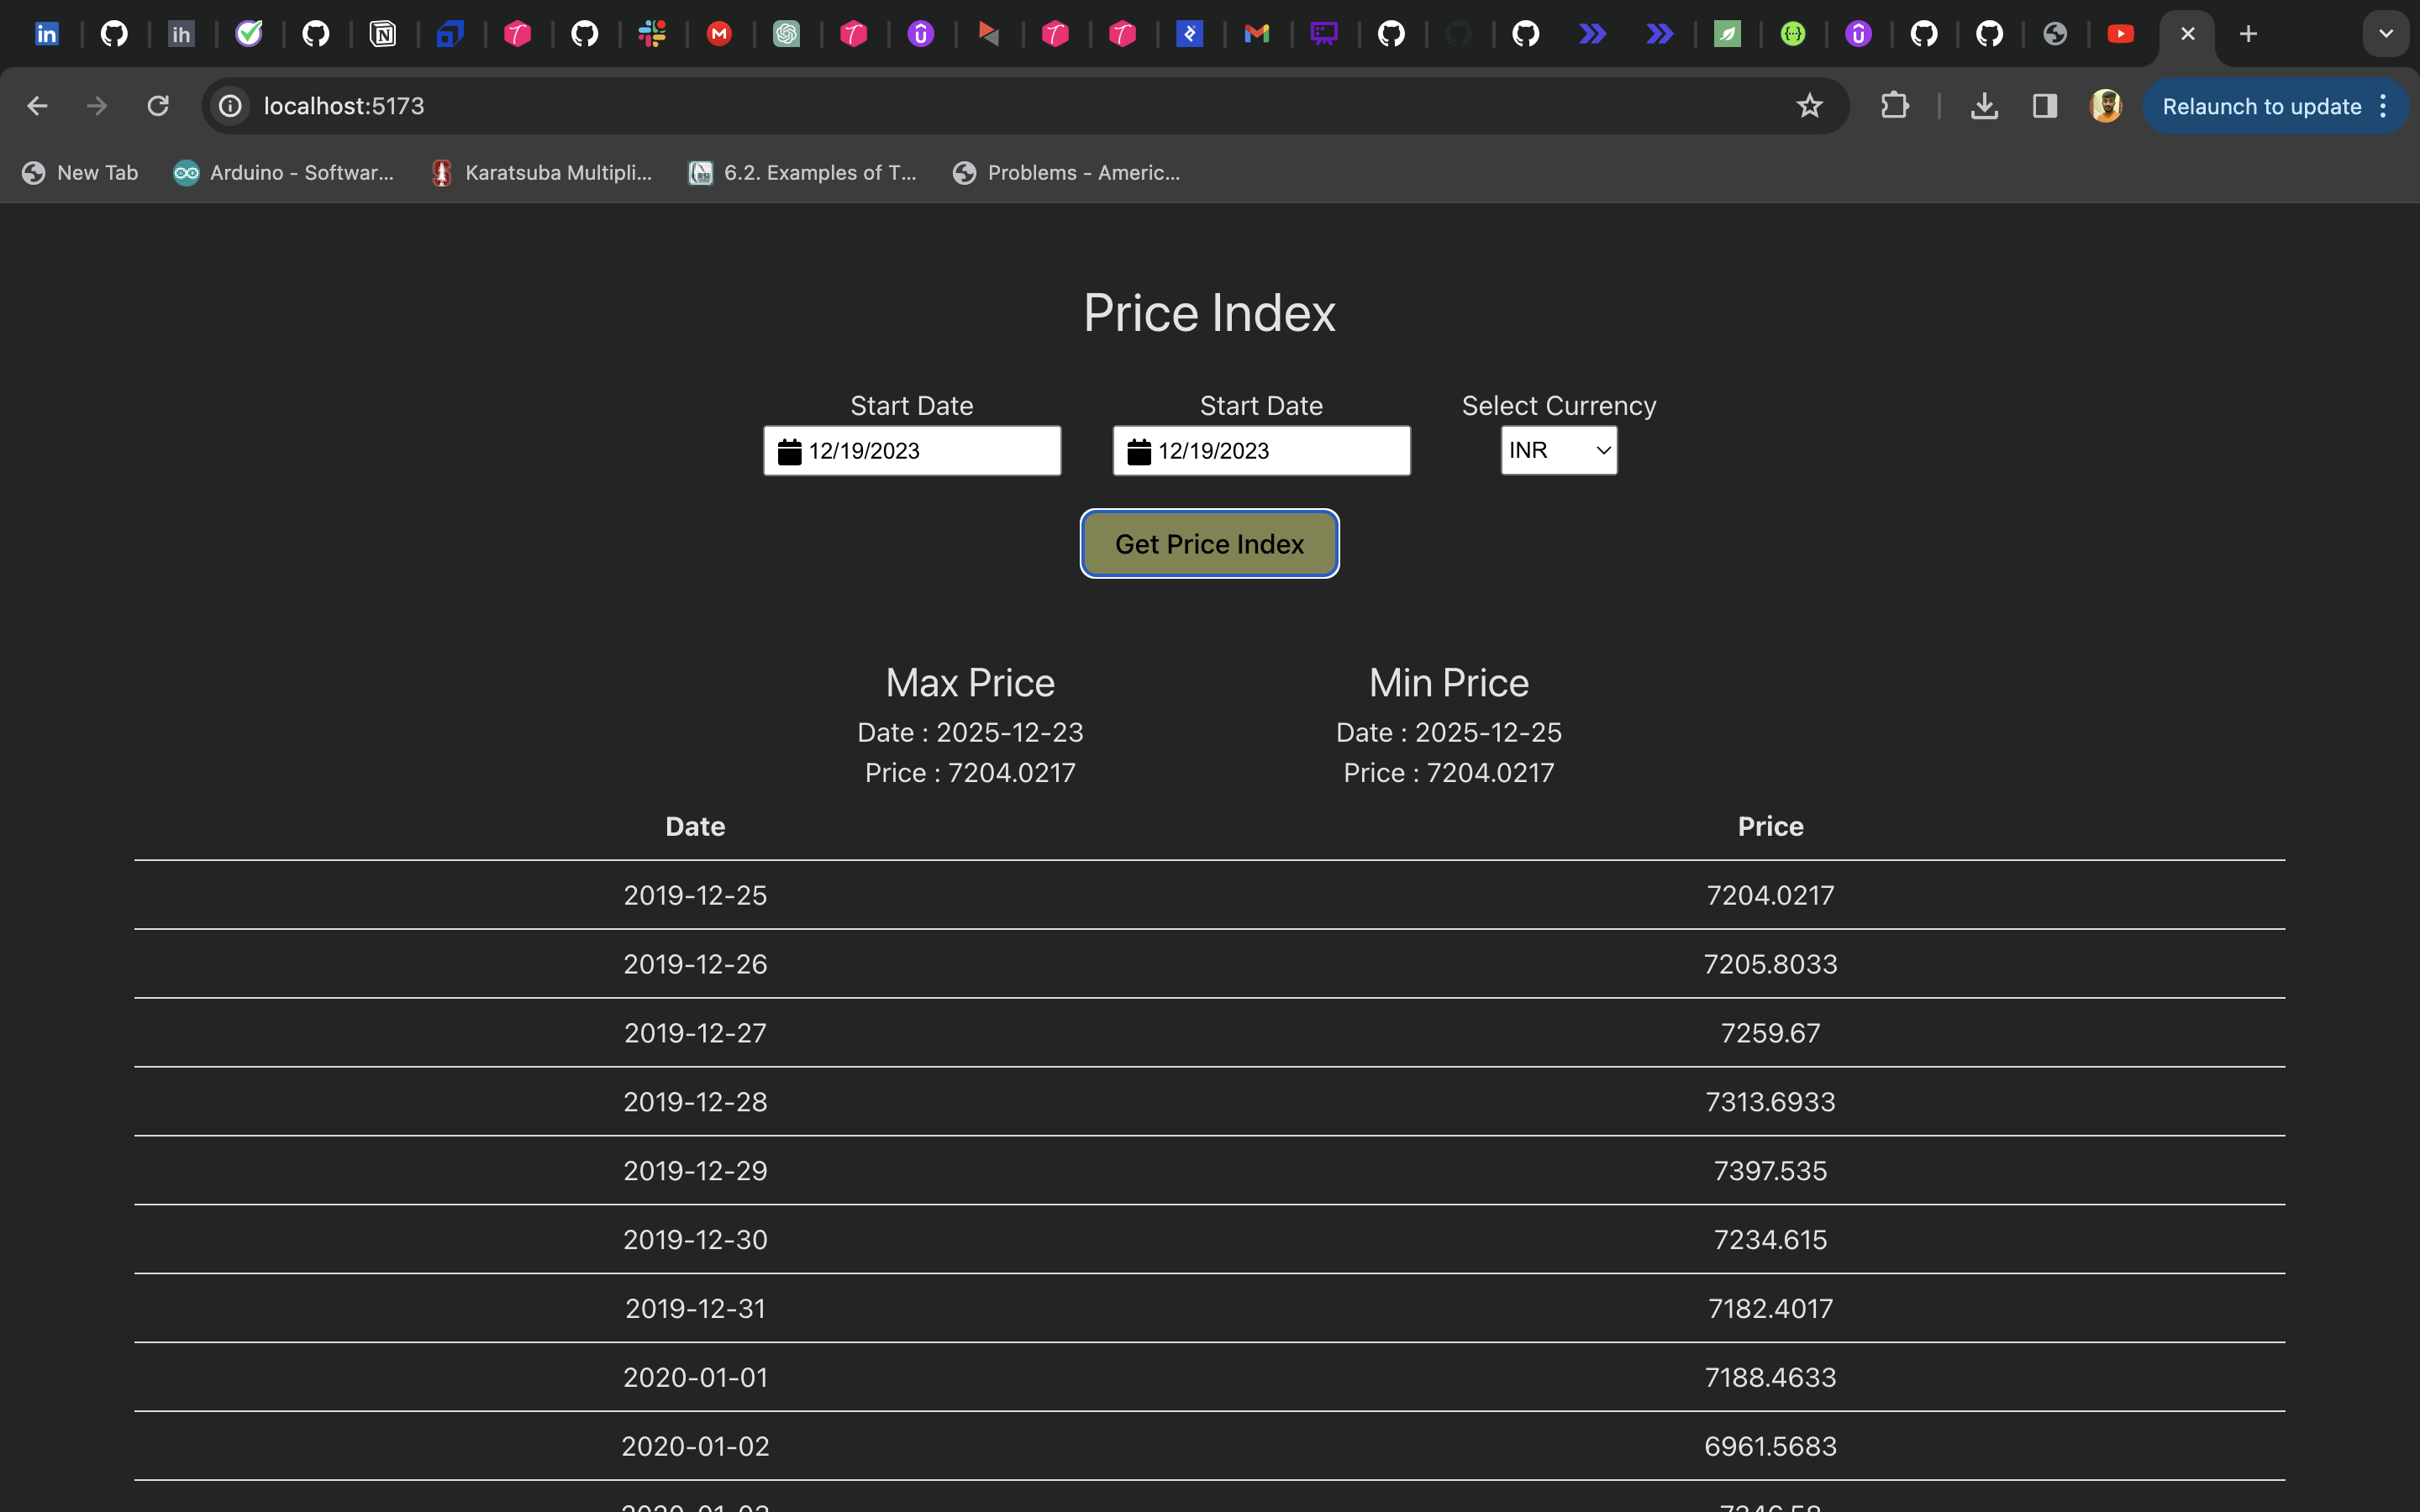 localhost:5173
Relaunch to update
New Tab
Arduino - Softwar...
Karatsuba Multipli...
6.2. Examples of T...
Problems - Americ...
Price Index
Start Date Start Date Select Currency
12/19/2023 12/19/2023 INR
Get Price Index
Max Price Min Price
Date : 2025-12-23 Date : 2025-12-25
Price : 7204.0217 Price : 7204.0217
Date Price
2019-12-25 7204.0217
2019-12-26 7205.8033
2019-12-27 7259.67
2019-12-28 7313.6933
2019-12-29 7397.535
2019-12-30 7234.615
2019-12-31 7182.4017
2020-01-01 7188.4633
2020-01-02 6961.5683